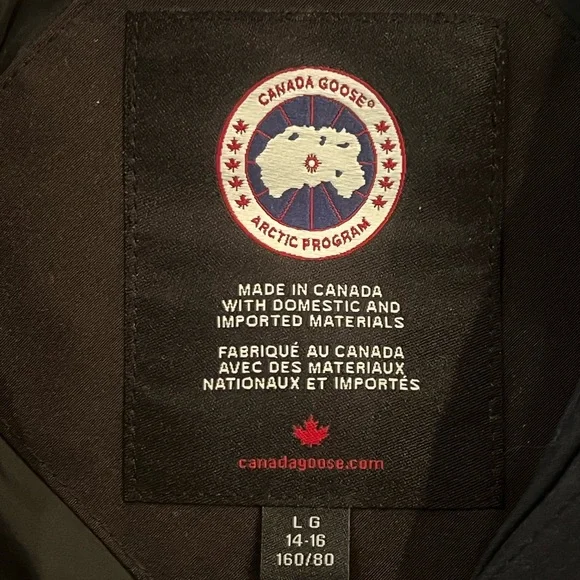 CANADA GOOSE®
ARCTIC PROGRAM
MADE IN CANADA
WITH DOMESTIC AND
IMPORTED MATERIALS
FABRIQUÉ AU CANADA
AVEC DES MATERIAUX
NATIONAUX ET IMPORTÉS
canadagoose.com
LG
14-16
160/80